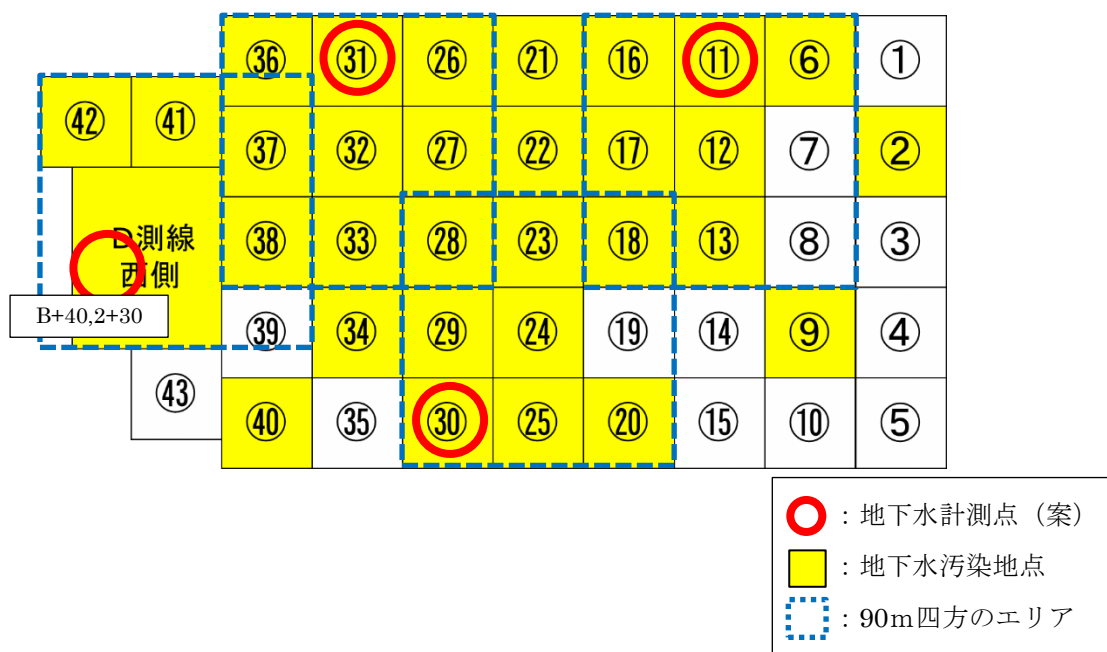 ㊱ ㉛ ㉖ ㉑ ⑯ ⑪ ⑥ ①
㊷ ㊶ ㊲ ㉜ ㉗ ㉒ ⑰ ⑫ ⑦ ②
D測線
西側
㊳ ㉝ ㉘ ㉓ ⑱ ⑬ ⑧ ③
B+40,2+30
㊴ ㉞ ㉙ ㉔ ⑲ ⑭ ⑨ ④
㊸ ㊵ ㉟ ㉚ ㉕ ⑳ ⑮ ⑩ ⑤
：地下水計測点（案）
：地下水汚染地点
：90ｍ四方のエリア